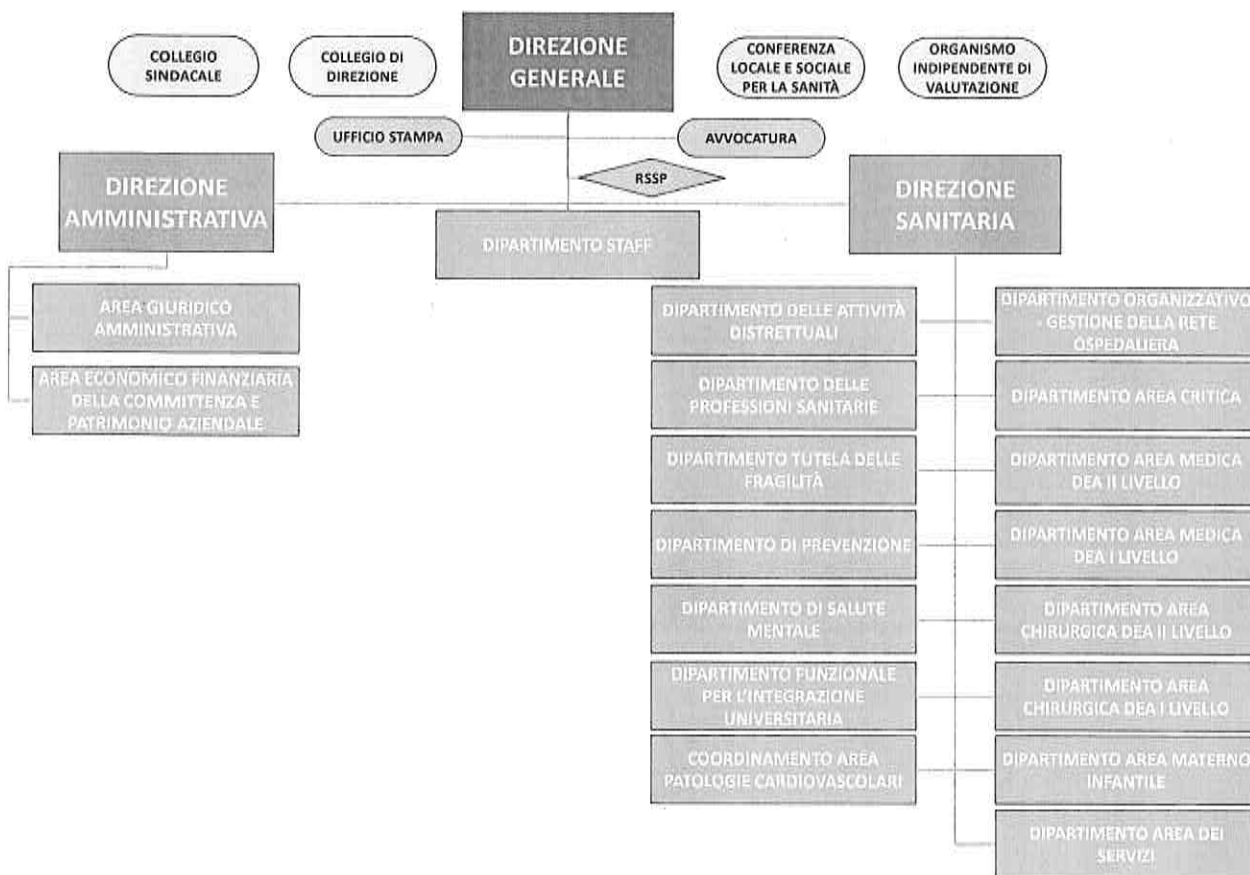 COLLEGIO
SINDACALE
COLLEGIO DI
DIREZIONE
DIREZIONE
GENERALE
CONFERENZA
LOCALE E SOCIALE
PER LA SANITÀ
ORGANISMO
INDIPENDENTE DI
VALUTAZIONE
UFFICIO STAMPA
AVVOCATURA
RSSP
DIREZIONE
AMMINISTRATIVA
DIREZIONE
SANITARIA
DIPARTIMENTO STAFF
AREA GIURIDICO
AMMINISTRATIVA
AREA ECONOMICO FINANZIARIA
DELLA COMMITTENZA E
PATRIMONIO AZIENDALE
DIPARTIMENTO DELLE ATTIVITÀ
DISTRETTUALI
DIPARTIMENTO ORGANIZZATIVO
- GESTIONE DELLA RETE
OSPEDALIERA
DIPARTIMENTO DELLE
PROFESSIONI SANITARIE
DIPARTIMENTO AREA CRITICA
DIPARTIMENTO TUTELA DELLE
FRAGILITÀ
DIPARTIMENTO AREA MEDICA
DEA II LIVELLO
DIPARTIMENTO DI PREVENZIONE
DIPARTIMENTO AREA MEDICA
DEA I LIVELLO
DIPARTIMENTO DI SALUTE
MENTALE
DIPARTIMENTO AREA
CHIRURGICA DEA II LIVELLO
DIPARTIMENTO FUNZIONALE
PER L'INTEGRAZIONE
UNIVERSITARIA
DIPARTIMENTO AREA
CHIRURGICA DEA I LIVELLO
COORDINAMENTO AREA
PATOLOGIE CARDIOVASCOLARI
DIPARTIMENTO AREA MATERNO
INFANTILE
DIPARTIMENTO AREA DEI
SERVIZI